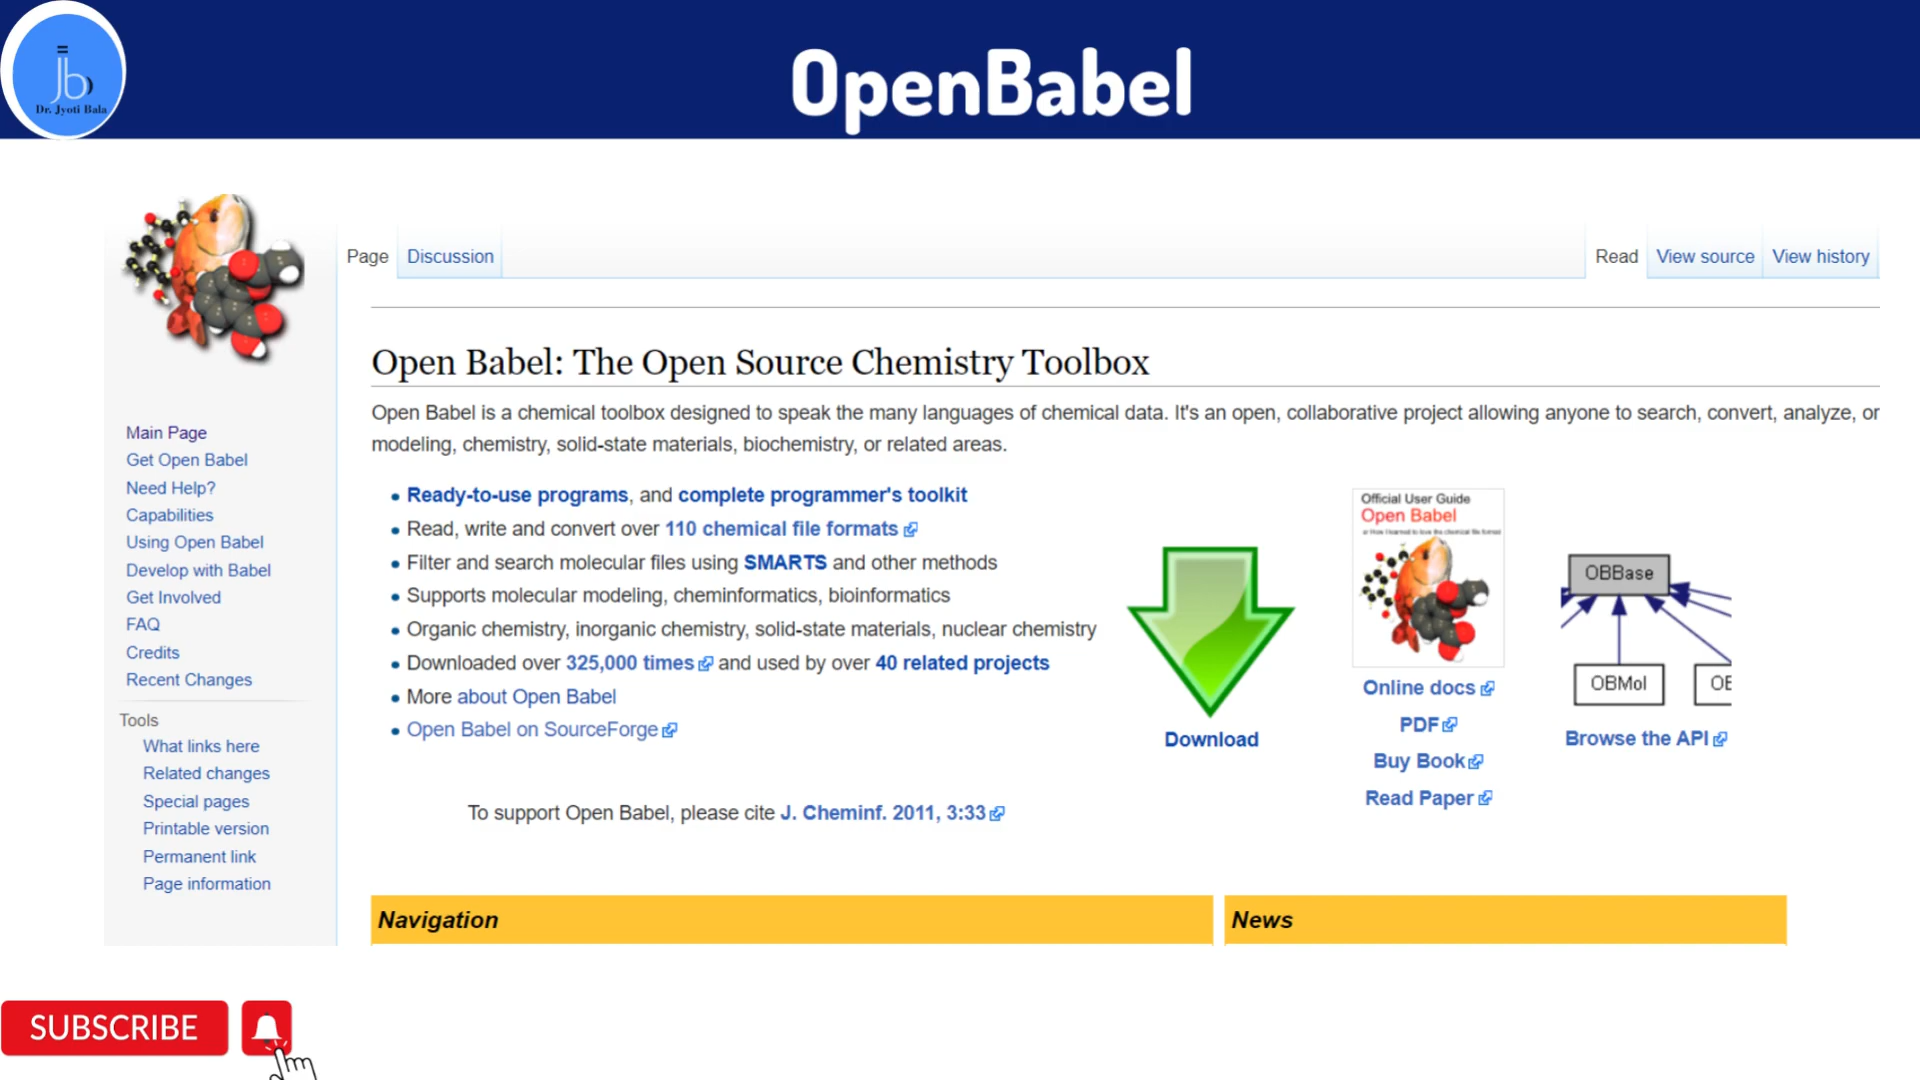 Dr. Jyoti Bala
OpenBabel
Page
Discussion
Read
View source
View history
Open Babel: The Open Source Chemistry Toolbox
Open Babel is a chemical toolbox designed to speak the many languages of chemical data. It's an open, collaborative project allowing anyone to search, convert, analyze, or
modeling, chemistry, solid-state materials, biochemistry, or related areas.
Main Page
Get Open Babel
Need Help?
Capabilities
Using Open Babel
Develop with Babel
Get Involved
FAQ
Credits
Recent Changes
Tools
What links here
Related changes
Special pages
Printable version
Permanent link
Page information
Ready-to-use programs, and complete programmer's toolkit
Read, write and convert over 110 chemical file formats
Filter and search molecular files using SMARTS and other methods
Supports molecular modeling, cheminformatics, bioinformatics
Organic chemistry, inorganic chemistry, solid-state materials, nuclear chemistry
Downloaded over 325,000 times and used by over 40 related projects
More about Open Babel
Open Babel on SourceForge
To support Open Babel, please cite J. Cheminf. 2011, 3:33
Download
Official User Guide
Open Babel
or How I learned to love the chemical file format
Online docs
PDF
Buy Book
Read Paper
OBBase
OBMol
Browse the API
Navigation
News
SUBSCRIBE